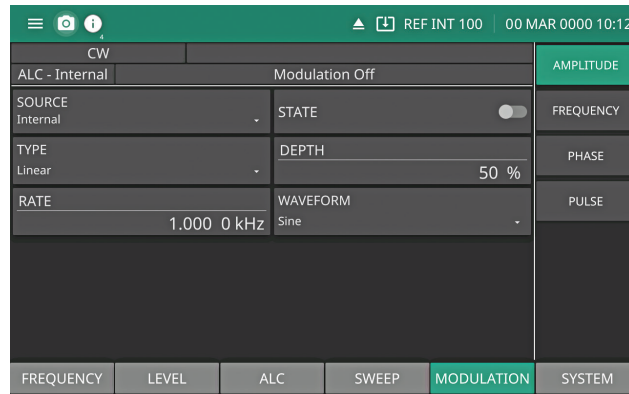 REF INT 100 00 MAR 0000 10:12
4
CW
ALC - Internal Modulation Off
AMPLITUDE
SOURCE
Internal
STATE
FREQUENCY
TYPE
Linear
DEPTH
50 %
PHASE
RATE
1.000 0 kHz
WAVEFORM
Sine
PULSE
FREQUENCY LEVEL ALC SWEEP MODULATION SYSTEM